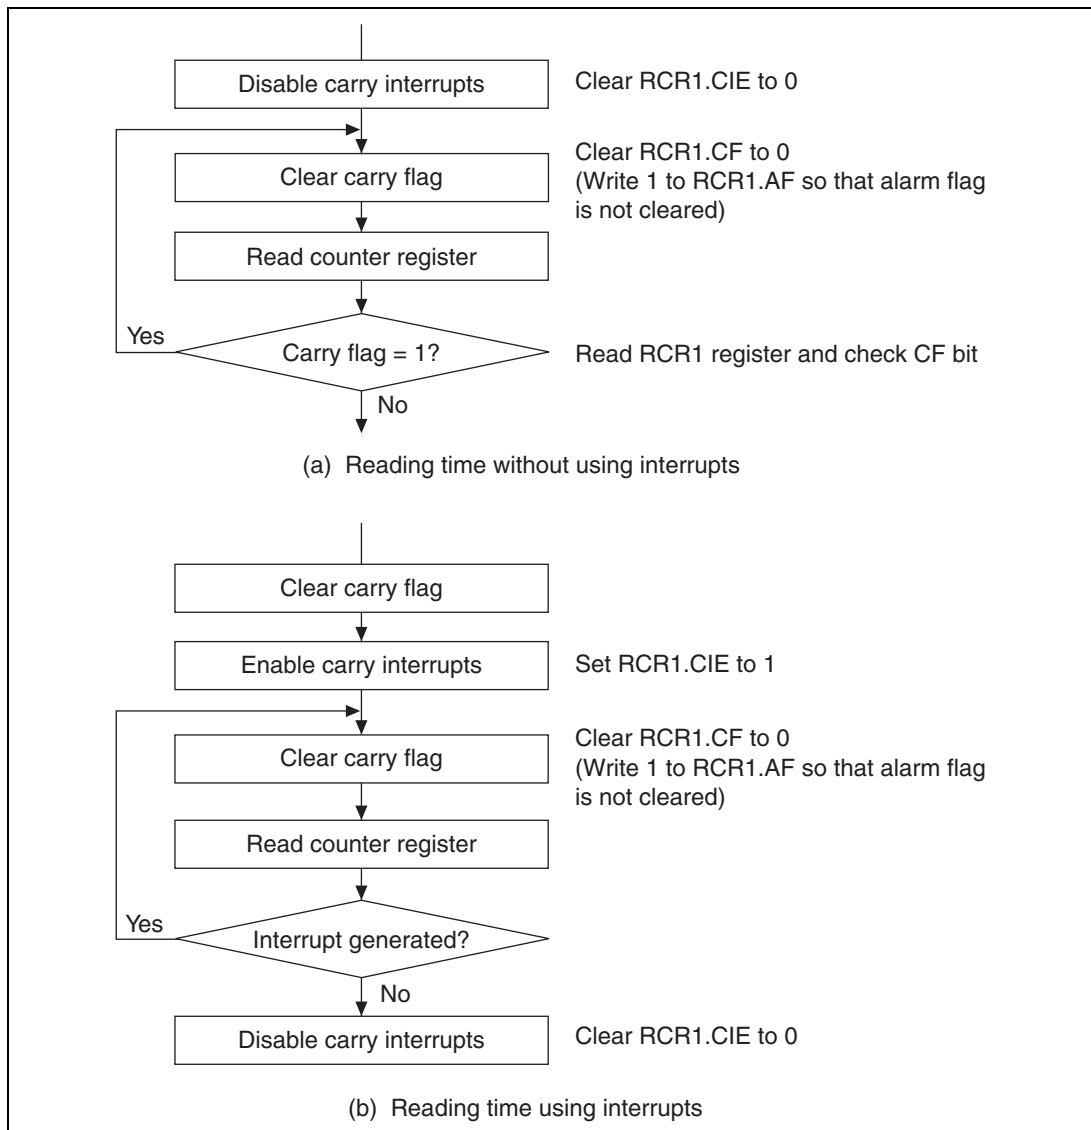 Disable carry interrupts
Clear RCR1.CIE to 0
Clear carry flag
Clear RCR1.CF to 0
(Write 1 to RCR1.AF so that alarm flag
is not cleared)
Read counter register
Yes
Carry flag = 1?
Read RCR1 register and check CF bit
No
(a) Reading time without using interrupts
Clear carry flag
Enable carry interrupts
Set RCR1.CIE to 1
Clear carry flag
Clear RCR1.CF to 0
(Write 1 to RCR1.AF so that alarm flag
is not cleared)
Read counter register
Yes
Interrupt generated?
No
Disable carry interrupts
Clear RCR1.CIE to 0
(b) Reading time using interrupts